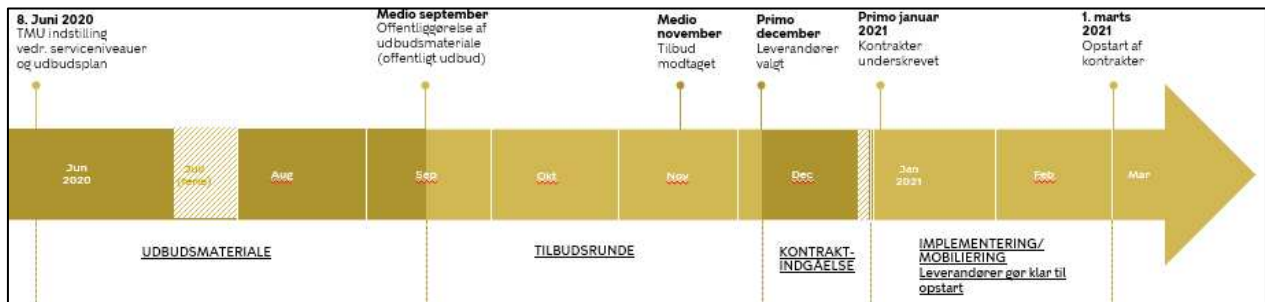 8. Juni 2020
TMU indstilling
vedr. serviceniveauer
og udbudsplan
Medio september
Offentliggørelse af
udbudsmateriale
(offentligt udbud)
Medio
november
Tilbud
modtaget
Primo
december
Leverandører
valgt
Primo januar
2021
Kontrakter
underskrevet
1. marts
2021
Opstart af
kontrakter
Jun
2020
Juli
(ferie)
Aug
Sep
Okt
Nov
Dec
Jan
2021
Feb
Mar
UDBUDSMATERIALE
TILBUDSRUNDE
KONTRAKT-
INDGÅELSE
IMPLEMENTERING/
MOBILIERING
Leverandører gør klar til
opstart